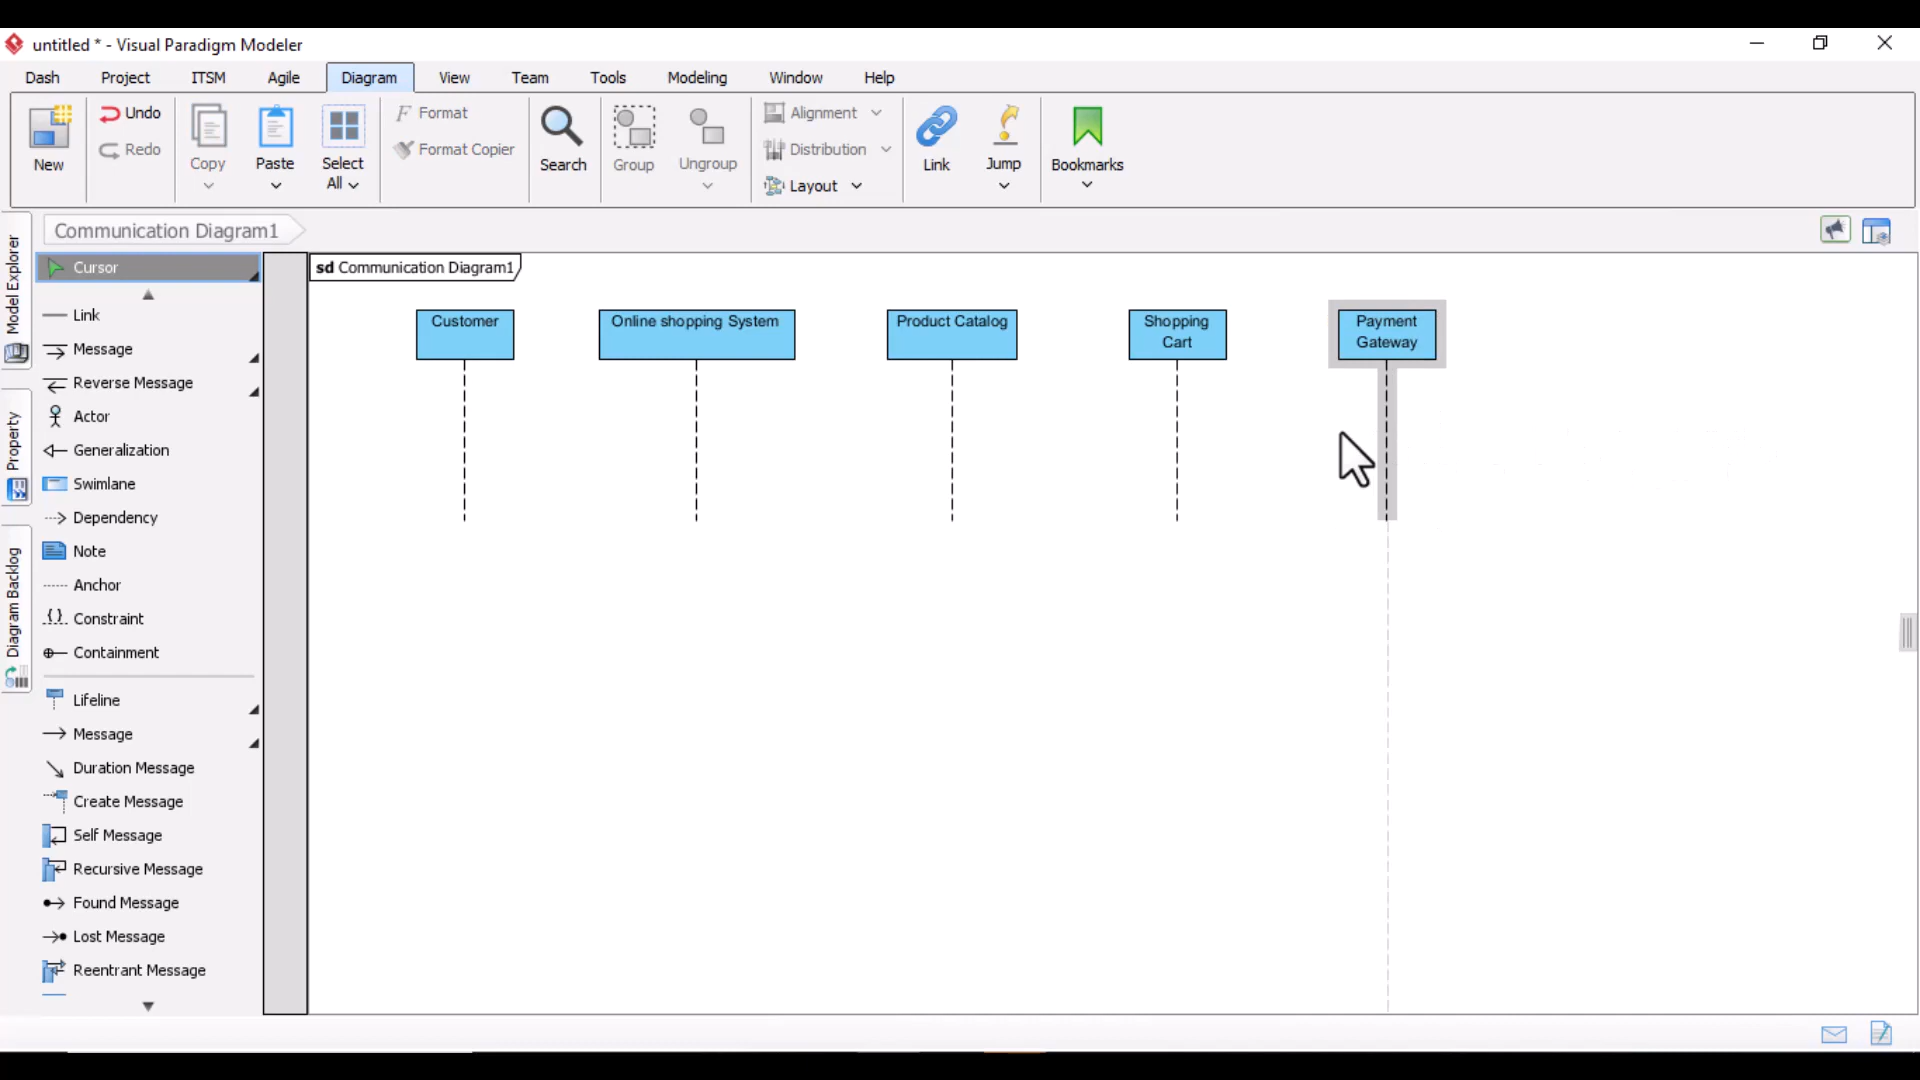 untitled * - Visual Paradigm Modeler
Dash Project ITSM Agile Diagram View Team Tools Modeling Window Help
New
Undo
Redo
Copy
Paste
Select
All
Format
Format Copier
Search
Group
Ungroup
Alignment
Distribution
Layout
Link
Jump
Bookmarks
Communication Diagram1
Model Explorer
Property
Diagram Backlog
Cursor
Link
Message
Reverse Message
Actor
Generalization
Swimlane
Dependency
Note
Anchor
Constraint
Containment
Lifeline
Message
Duration Message
Create Message
Self Message
Recursive Message
Found Message
Lost Message
Reentrant Message
sd Communication Diagram1
Customer
Online shopping System
Product Catalog
Shopping
Cart
Payment
Gateway